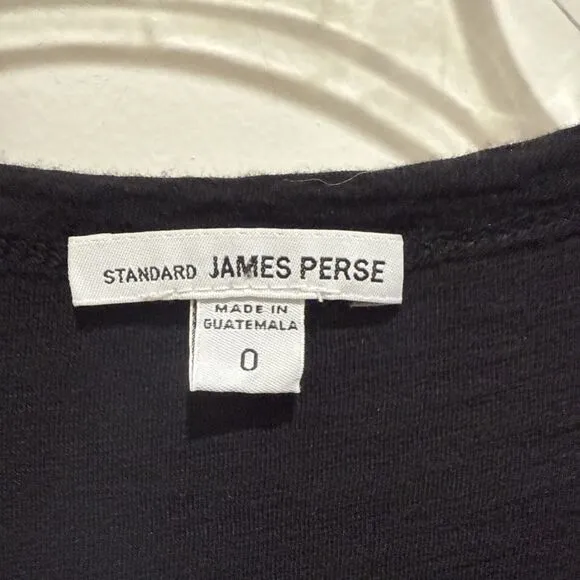 STANDARD JAMES PERSE
MADE IN
GUATEMALA
0